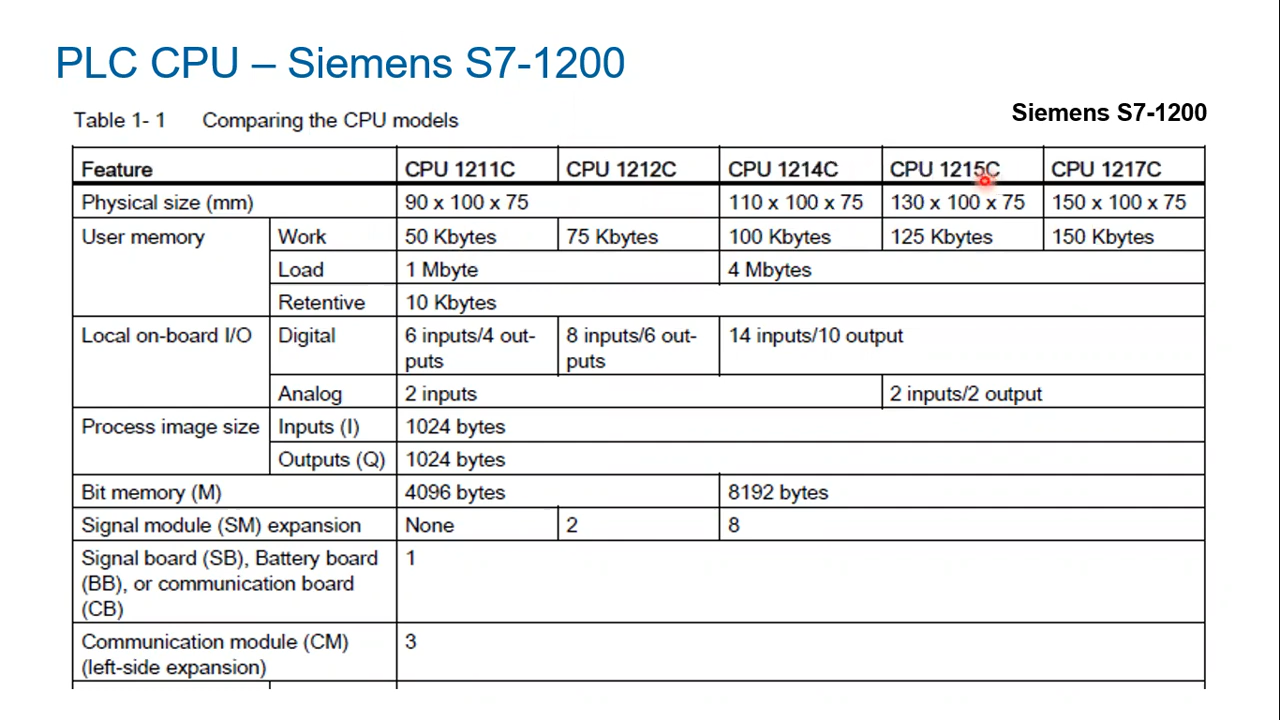 PLC CPU – Siemens S7-1200
Siemens S7-1200
Table 1- 1 Comparing the CPU models
Feature CPU 1211C CPU 1212C CPU 1214C CPU 1215C CPU 1217C
Physical size (mm) 90 x 100 x 75 110 x 100 x 75 130 x 100 x 75 150 x 100 x 75
User memory Work 50 Kbytes 75 Kbytes 100 Kbytes 125 Kbytes 150 Kbytes
Load 1 Mbyte 4 Mbytes
Retentive 10 Kbytes
Local on-board I/O Digital 6 inputs/4 out- 8 inputs/6 out- 14 inputs/10 output
puts puts
Analog 2 inputs 2 inputs/2 output
Process image size Inputs (I) 1024 bytes
Outputs (Q) 1024 bytes
Bit memory (M) 4096 bytes 8192 bytes
Signal module (SM) expansion None 2 8
Signal board (SB), Battery board 1
(BB), or communication board
(CB)
Communication module (CM) 3
(left-side expansion)